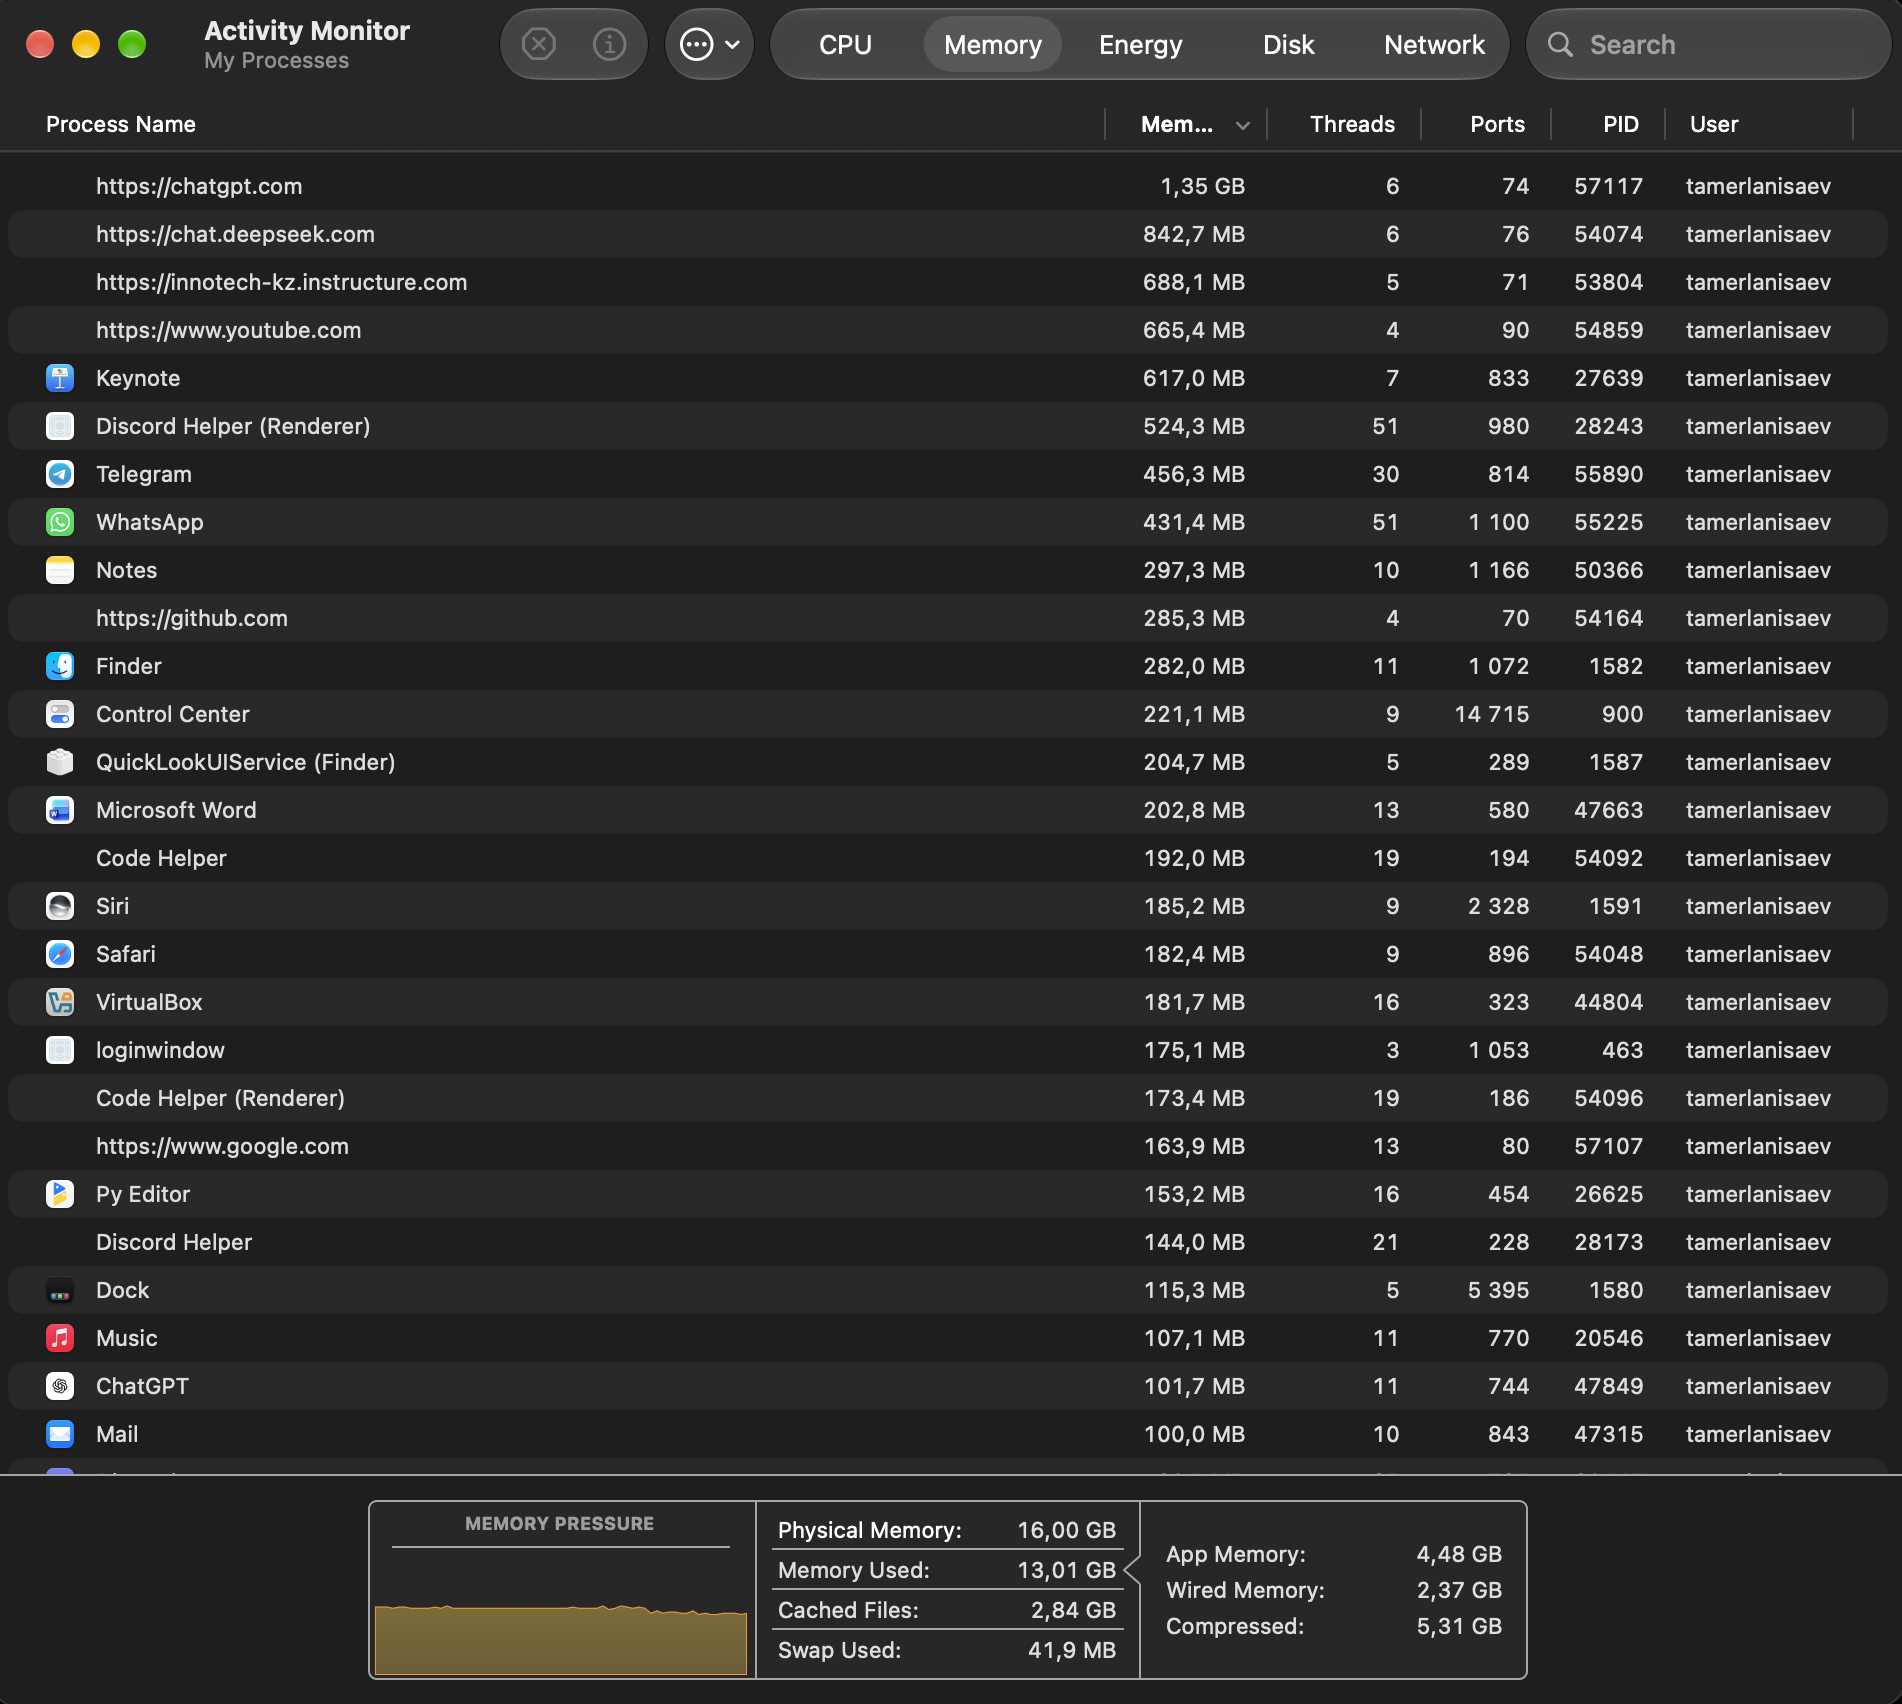 Activity Monitor
My Processes
CPU Memory Energy Disk Network Search
Process Name Mem... Threads Ports PID User
https://chatgpt.com 1,35 GB 6 74 57117 tamerlanisaev
https://chat.deepseek.com 842,7 MB 6 76 54074 tamerlanisaev
https://innotech-kz.instructure.com 688,1 MB 5 71 53804 tamerlanisaev
https://www.youtube.com 665,4 MB 4 90 54859 tamerlanisaev
Keynote 617,0 MB 7 833 27639 tamerlanisaev
Discord Helper (Renderer) 524,3 MB 51 980 28243 tamerlanisaev
Telegram 456,3 MB 30 814 55890 tamerlanisaev
WhatsApp 431,4 MB 51 1 100 55225 tamerlanisaev
Notes 297,3 MB 10 1 166 50366 tamerlanisaev
https://github.com 285,3 MB 4 70 54164 tamerlanisaev
Finder 282,0 MB 11 1 072 1582 tamerlanisaev
Control Center 221,1 MB 9 14 715 900 tamerlanisaev
QuickLookUIService (Finder) 204,7 MB 5 289 1587 tamerlanisaev
Microsoft Word 202,8 MB 13 580 47663 tamerlanisaev
Code Helper 192,0 MB 19 194 54092 tamerlanisaev
Siri 185,2 MB 9 2 328 1591 tamerlanisaev
Safari 182,4 MB 9 896 54048 tamerlanisaev
VirtualBox 181,7 MB 16 323 44804 tamerlanisaev
loginwindow 175,1 MB 3 1 053 463 tamerlanisaev
Code Helper (Renderer) 173,4 MB 19 186 54096 tamerlanisaev
https://www.google.com 163,9 MB 13 80 57107 tamerlanisaev
Py Editor 153,2 MB 16 454 26625 tamerlanisaev
Discord Helper 144,0 MB 21 228 28173 tamerlanisaev
Dock 115,3 MB 5 5 395 1580 tamerlanisaev
Music 107,1 MB 11 770 20546 tamerlanisaev
ChatGPT 101,7 MB 11 744 47849 tamerlanisaev
Mail 100,0 MB 10 843 47315 tamerlanisaev
MEMORY PRESSURE
Physical Memory: 16,00 GB
Memory Used: 13,01 GB
Cached Files: 2,84 GB
Swap Used: 41,9 MB
App Memory: 4,48 GB
Wired Memory: 2,37 GB
Compressed: 5,31 GB